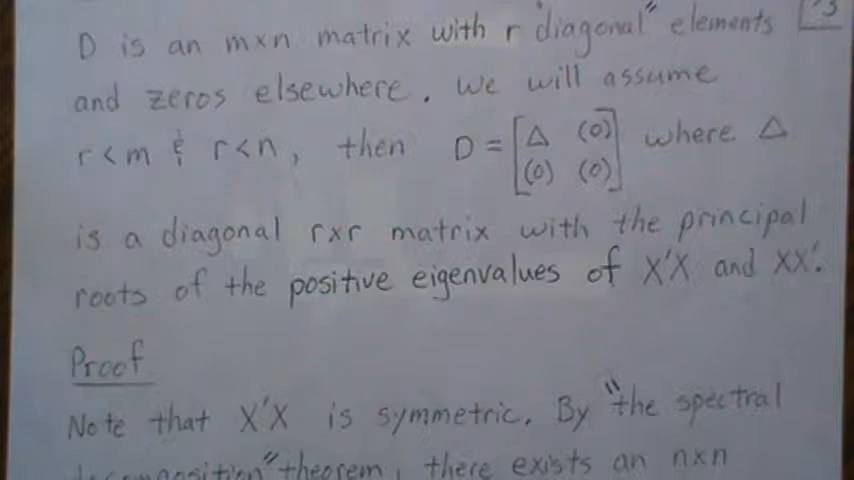 D is an m×n matrix with r "diagonal" elements 3
and zeros elsewhere. We will assume
r<m & r<n, then D = [Δ (0) (0) (0)] where Δ
is a diagonal r×r matrix with the principal
roots of the positive eigenvalues of X'X and XX'.
Proof
Note that X'X is symmetric. By "the spectral
decomposition" theorem, there exists an n×n